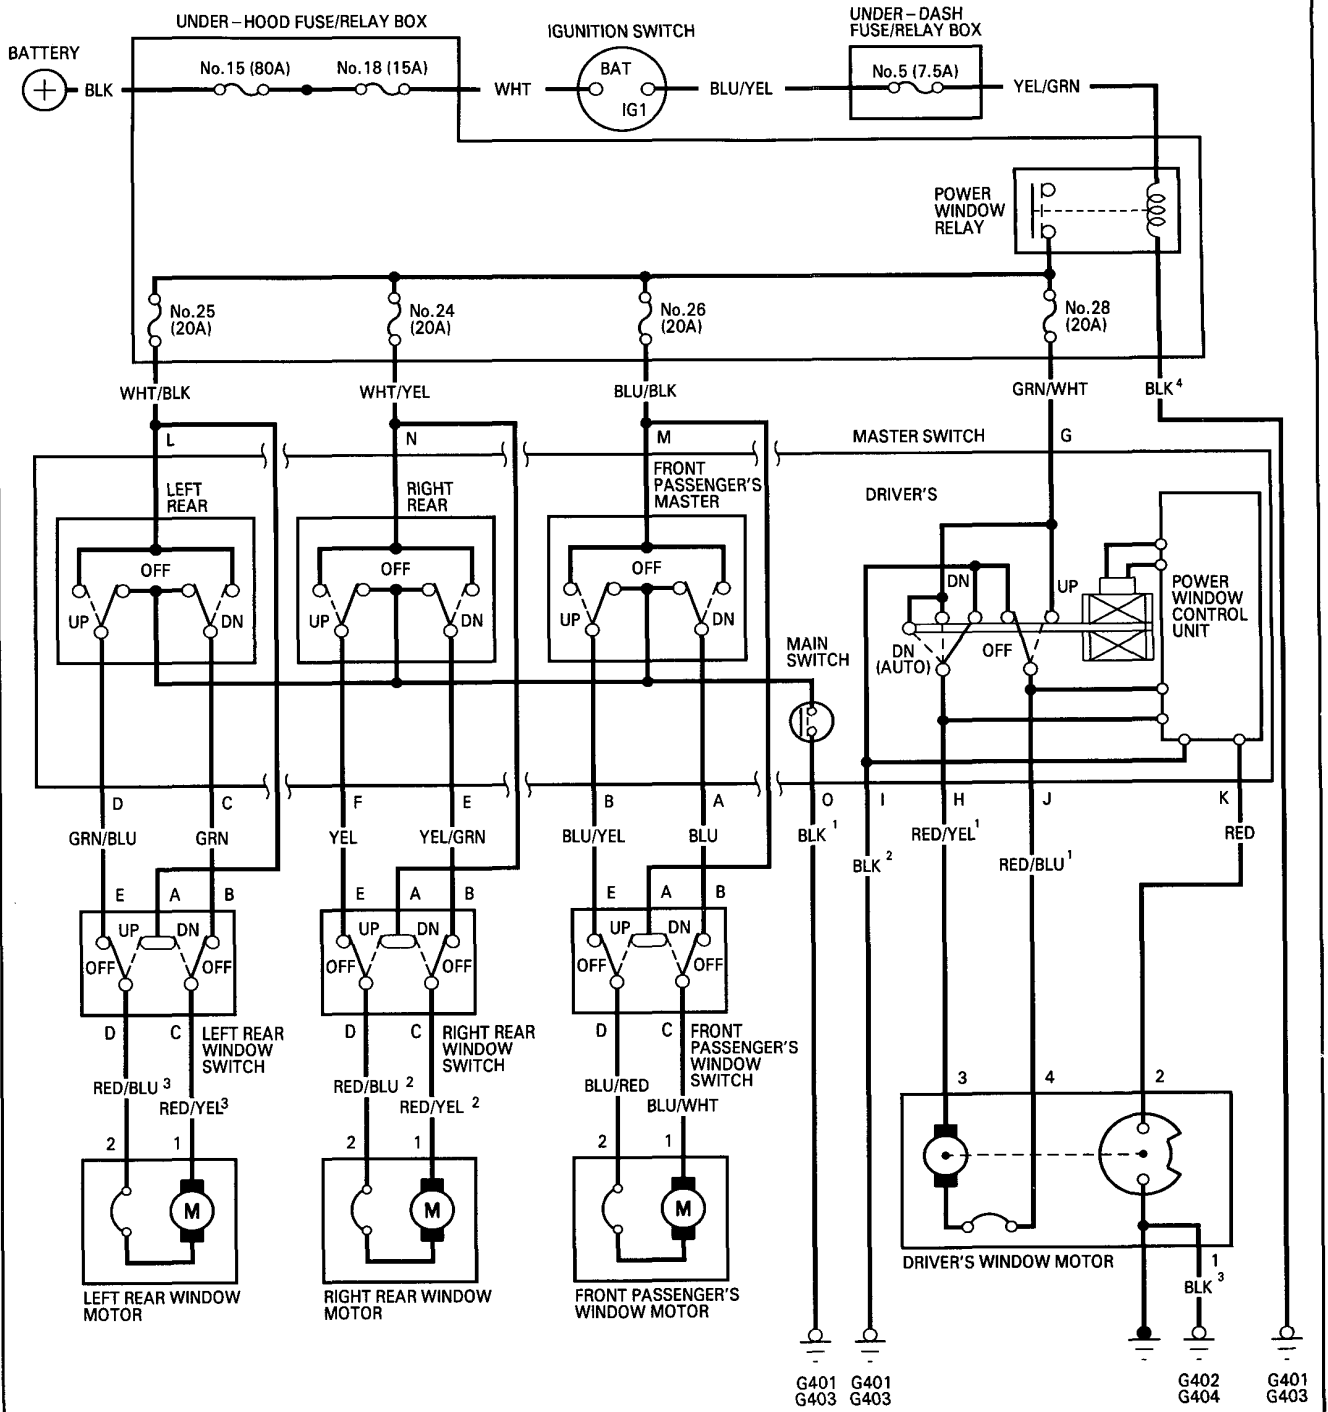 UNDER-HOOD FUSE/RELAY BOX
IGUNITION SWITCH
UNDER-DASH
FUSE/RELAY BOX
BATTERY
No.15 (80A)
No.18 (15A)
BAT
IG1
No.5 (7.5A)
BLK
WHT
BLU/YEL
YEL/GRN
POWER
WINDOW
RELAY
No.25
(20A)
No.24
(20A)
No.26
(20A)
No.28
(20A)
WHT/BLK
WHT/YEL
BLU/BLK
GRN/WHT
BLK 4
L
N
M
MASTER SWITCH
G
LEFT
REAR
RIGHT
REAR
FRONT
PASSENGER'S
MASTER
DRIVER'S
OFF
UP
DN
OFF
UP
DN
OFF
UP
DN
MAIN
SWITCH
DN
UP
DN
(AUTO)
OFF
POWER
WINDOW
CONTROL
UNIT
D
C
F
E
B
A
O
I
H
J
K
GRN/BLU
GRN
YEL
YEL/GRN
BLU/YEL
BLU
BLK 1
BLK 2
RED/YEL 1
RED/BLU 1
RED
E
A
B
E
A
B
E
A
B
UP
DN
OFF
OFF
UP
DN
OFF
OFF
UP
DN
OFF
OFF
D
C
LEFT REAR
WINDOW
SWITCH
D
C
RIGHT REAR
WINDOW
SWITCH
D
C
FRONT
PASSENGER'S
WINDOW
SWITCH
RED/BLU 3
RED/YEL 3
RED/BLU 2
RED/YEL 2
BLU/RED
BLU/WHT
3
4
2
2
1
2
1
2
1
M
M
M
LEFT REAR WINDOW
MOTOR
RIGHT REAR WINDOW
MOTOR
FRONT PASSENGER'S
WINDOW MOTOR
DRIVER'S WINDOW MOTOR
1
BLK 3
G401
G403
G401
G403
G402
G404
G401
G403